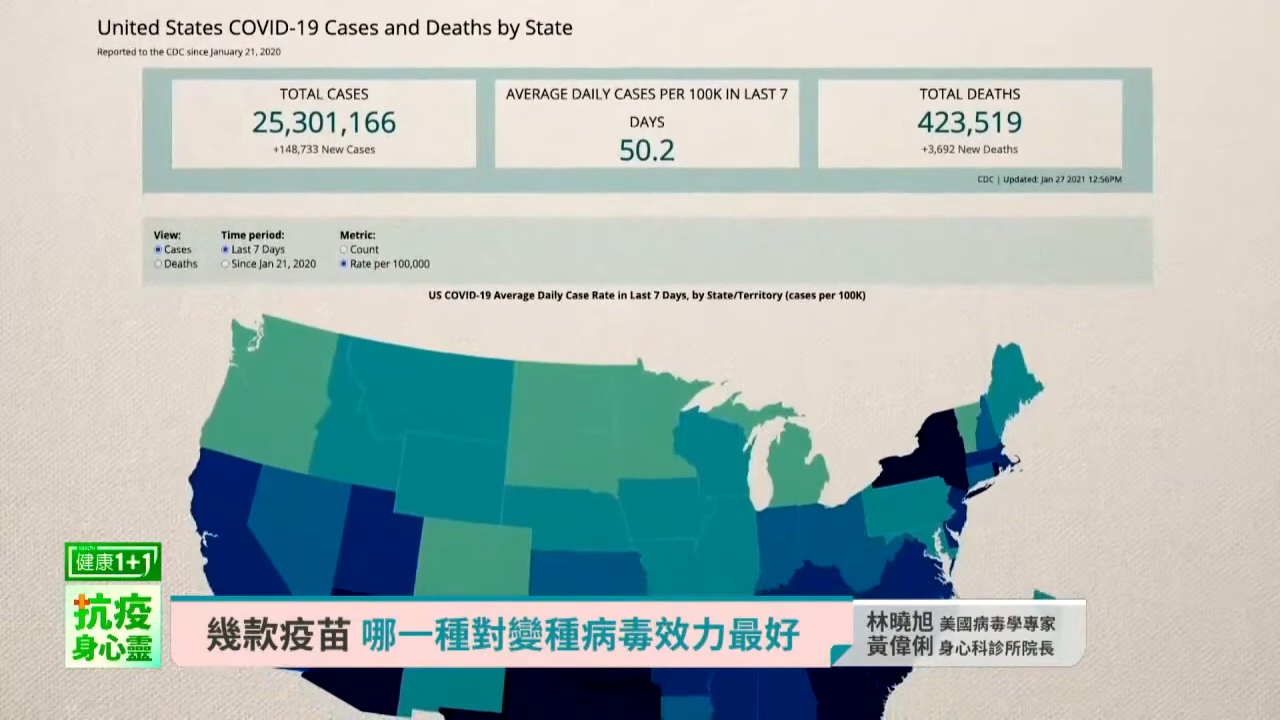 United States COVID-19 Cases and Deaths by State
Reported to the CDC since January 21, 2020
TOTAL CASES
25,301,166
+148,733 New Cases
AVERAGE DAILY CASES PER 100K IN LAST 7
DAYS
50.2
TOTAL DEATHS
423,519
+3,692 New Deaths
CDC | Updated: Jan 27 2021 12:56PM
View:
Cases
Deaths
Time period:
Last 7 Days
Since Jan 21, 2020
Metric:
Count
Rate per 100,000
US COVID-19 Average Daily Case Rate in Last 7 Days, by State/Territory (cases per 100K)
HEALTH
健康1+1
抗疫
身心靈
幾款疫苗 哪一種對變種病毒效力最好
林曉旭 美國病毒學專家
黃偉俐 身心科診所院長